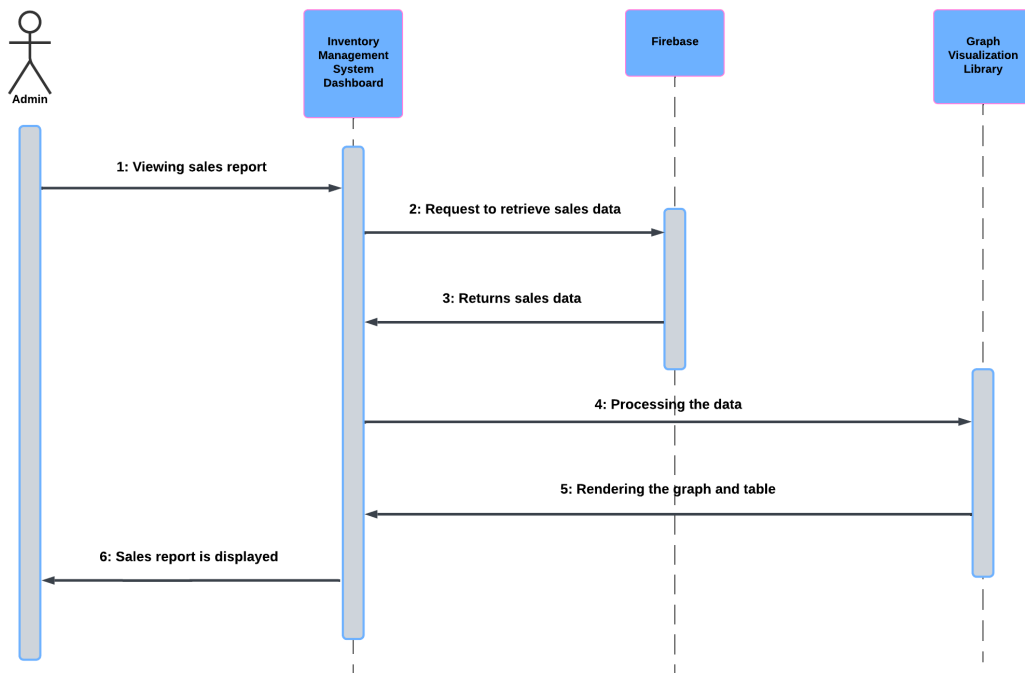 Admin
Inventory
Management
System
Dashboard
Firebase
Graph
Visualization
Library
1: Viewing sales report
2: Request to retrieve sales data
3: Returns sales data
4: Processing the data
5: Rendering the graph and table
6: Sales report is displayed